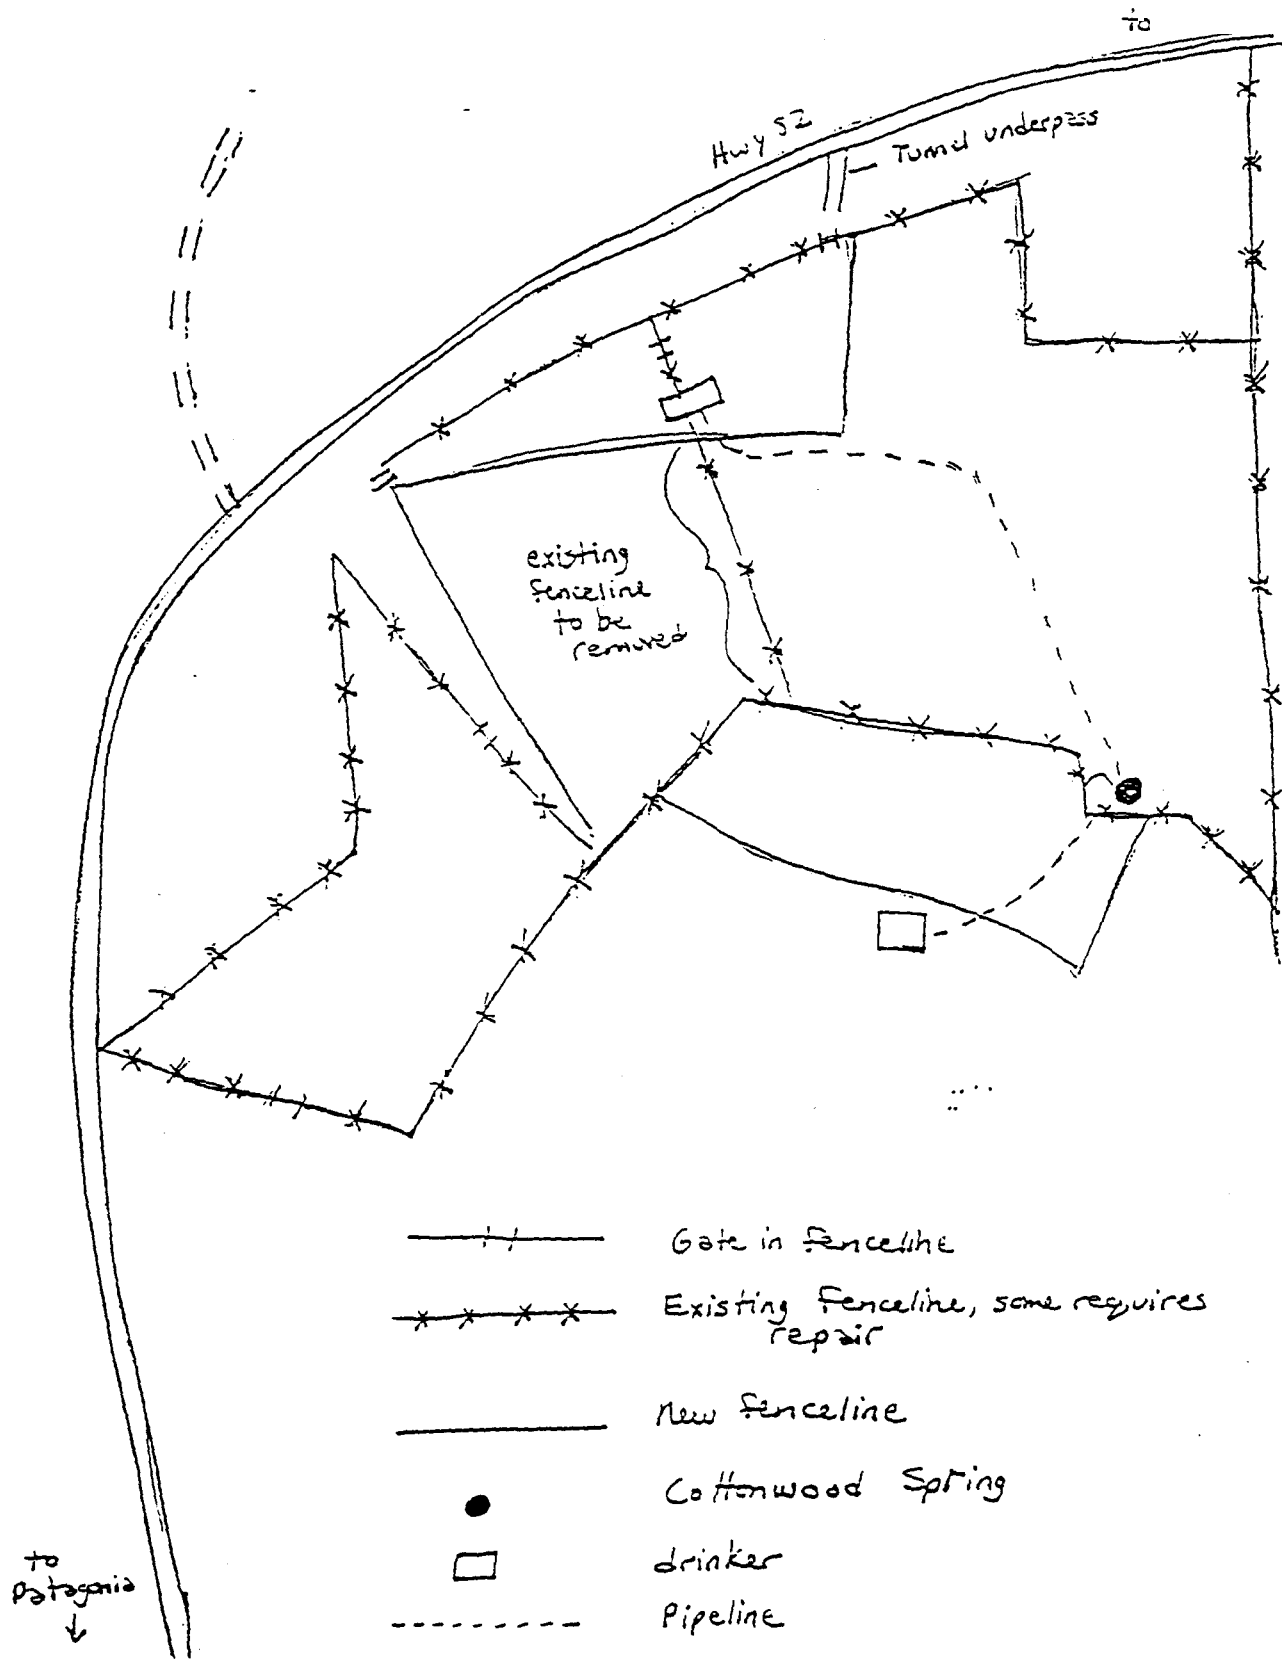 to
Hwy 52
Tunnel underpass
existing
fenceline
to be
removed
Gate in fenceline
Existing fenceline, some requires
repair
New fenceline
Cottonwood Spring
drinker
Pipeline
to
Patagonia